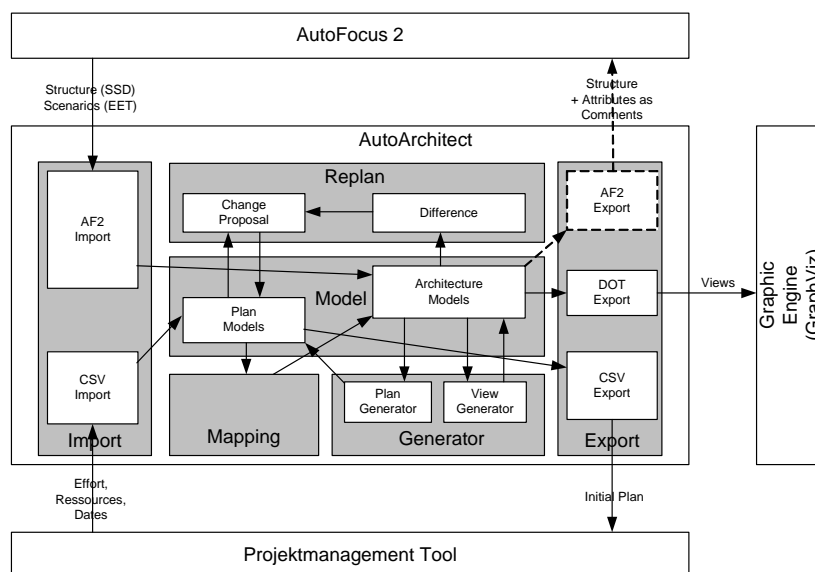 AutoFocus 2
Structure (SSD)
Scenarios (EET)
Structure
+ Attributes as
Comments
AutoArchitect
Replan
Change
Proposal
Difference
AF2
Import
AF2
Export
Model
Architecture
Models
Plan
Models
DOT
Export
Views
Graphic
Engine
(GraphViz)
CSV
Import
Plan
Generator
View
Generator
CSV
Export
Import
Mapping
Generator
Export
Effort,
Ressources,
Dates
Initial Plan
Projektmanagement Tool